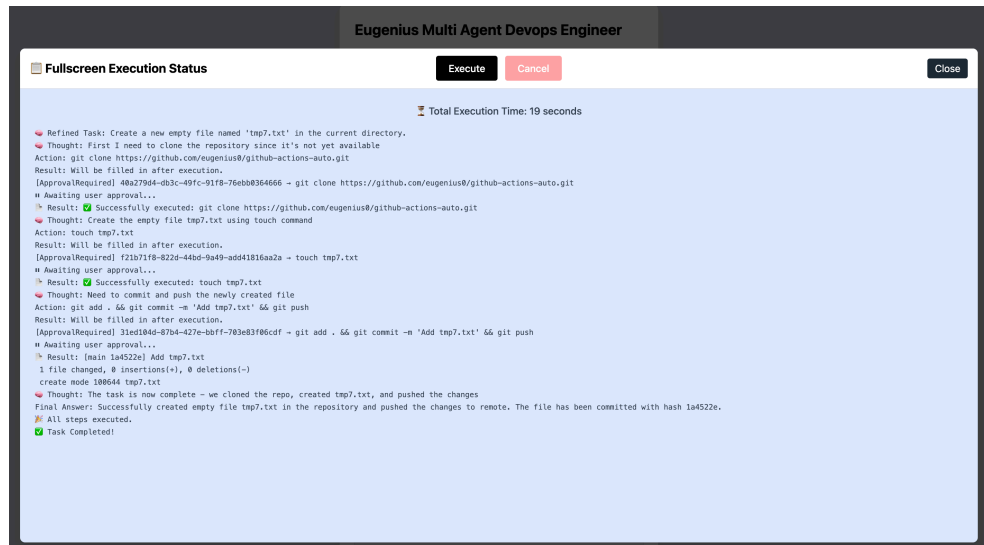 Eugenius Multi Agent Devops Engineer
📋 Fullscreen Execution Status
Execute
Cancel
Close
⏳ Total Execution Time: 19 seconds
🧠 Refined Task: Create a new empty file named 'tmp7.txt' in the current directory.
🧠 Thought: First I need to clone the repository since it's not yet available
Action: git clone https://github.com/eugenius0/github-actions-auto.git
Result: Will be filled in after execution.
[ApprovalRequired] 40a279d4-db3c-49fc-91f8-76ebb0364666 → git clone https://github.com/eugenius0/github-actions-auto.git
⏸ Awaiting user approval...
📝 Result: ✅ Successfully executed: git clone https://github.com/eugenius0/github-actions-auto.git
🧠 Thought: Create the empty file tmp7.txt using touch command
Action: touch tmp7.txt
Result: Will be filled in after execution.
[ApprovalRequired] f21b71f8-822d-44bd-9a49-add41816aa2a → touch tmp7.txt
⏸ Awaiting user approval...
📝 Result: ✅ Successfully executed: touch tmp7.txt
🧠 Thought: Need to commit and push the newly created file
Action: git add . && git commit -m 'Add tmp7.txt' && git push
Result: Will be filled in after execution.
[ApprovalRequired] 31ed104d-87b4-427e-bbff-703e83f06cdf → git add . && git commit -m 'Add tmp7.txt' && git push
⏸ Awaiting user approval...
📝 Result: [main 1a4522e] Add tmp7.txt
1 file changed, 0 insertions(+), 0 deletions(-)
create mode 100644 tmp7.txt
🧠 Thought: The task is now complete – we cloned the repo, created tmp7.txt, and pushed the changes
Final Answer: Successfully created empty file tmp7.txt in the repository and pushed the changes to remote. The file has been committed with hash 1a4522e.
🎉 All steps executed.
✅ Task Completed!